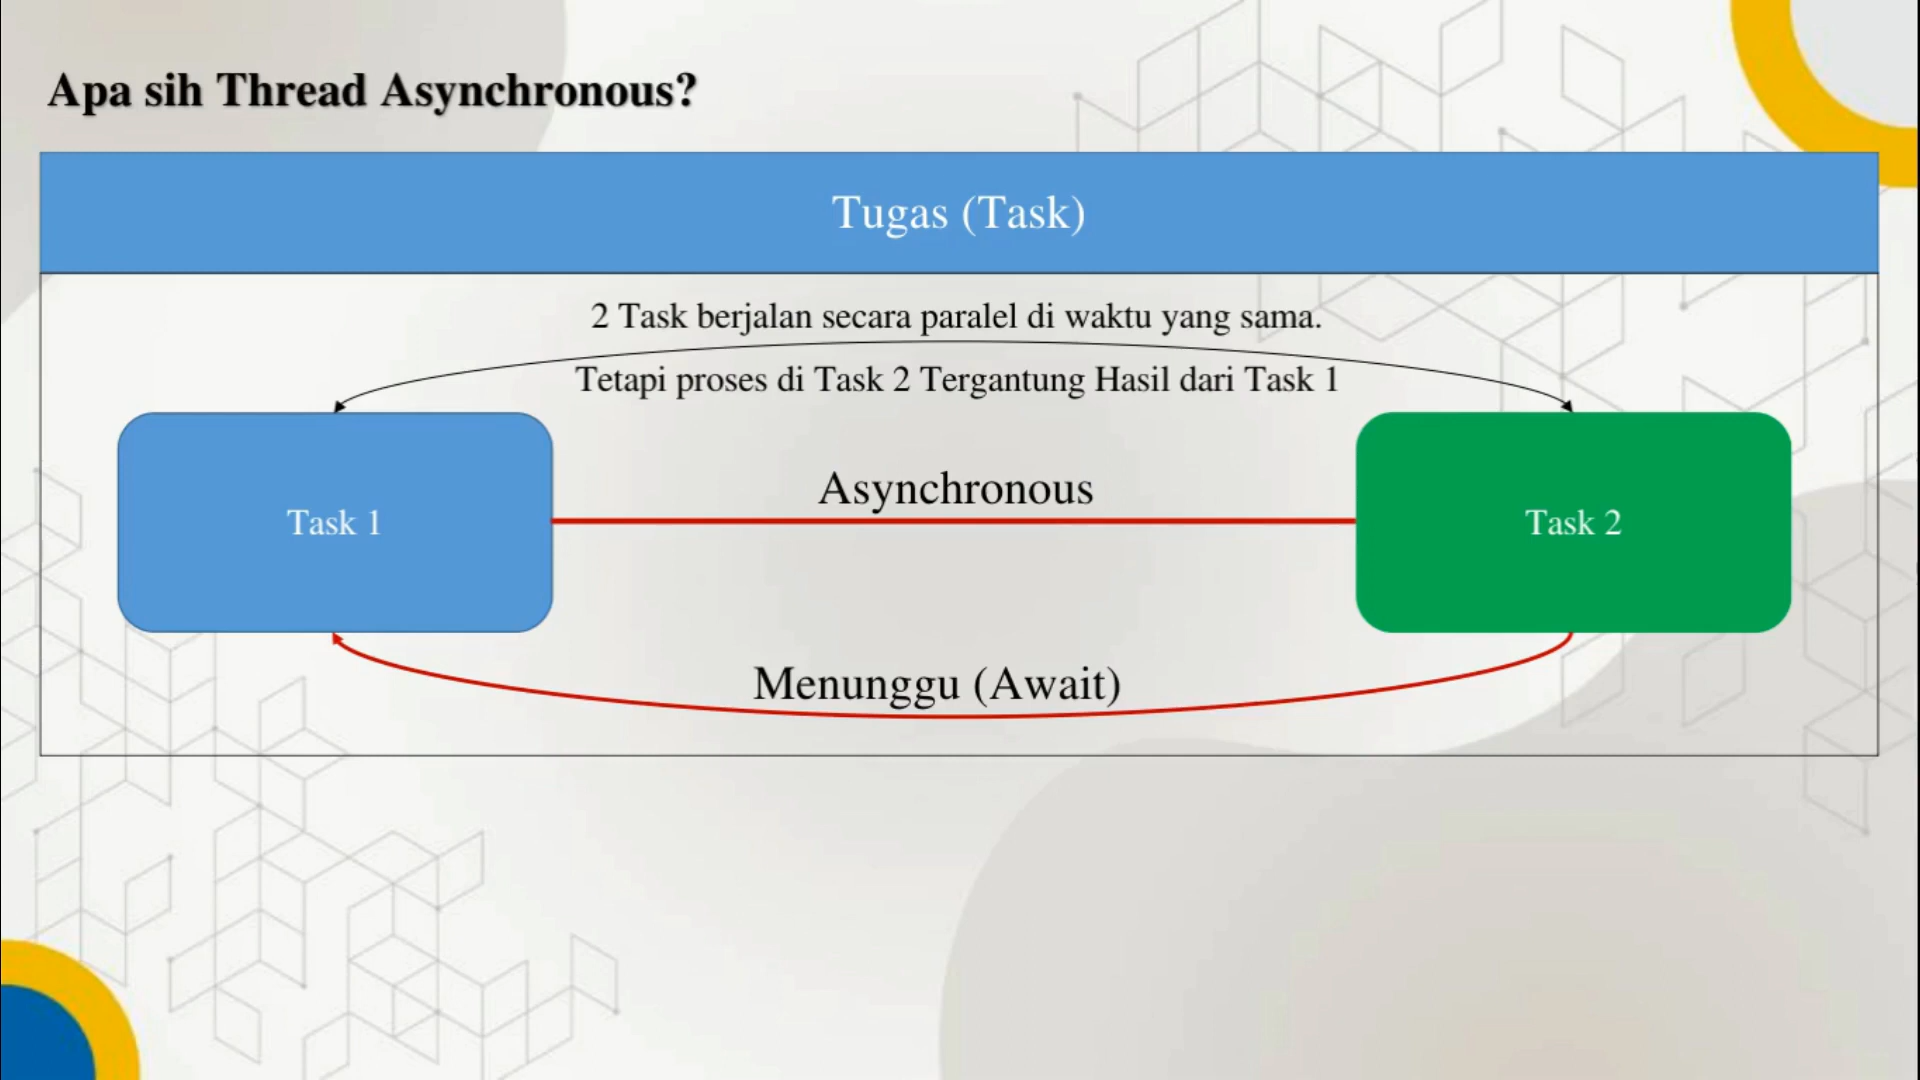 Apa sih Thread Asynchronous?
Tugas (Task)
2 Task berjalan secara paralel di waktu yang sama.
Tetapi proses di Task 2 Tergantung Hasil dari Task 1
Asynchronous
Task 1
Task 2
Menunggu (Await)